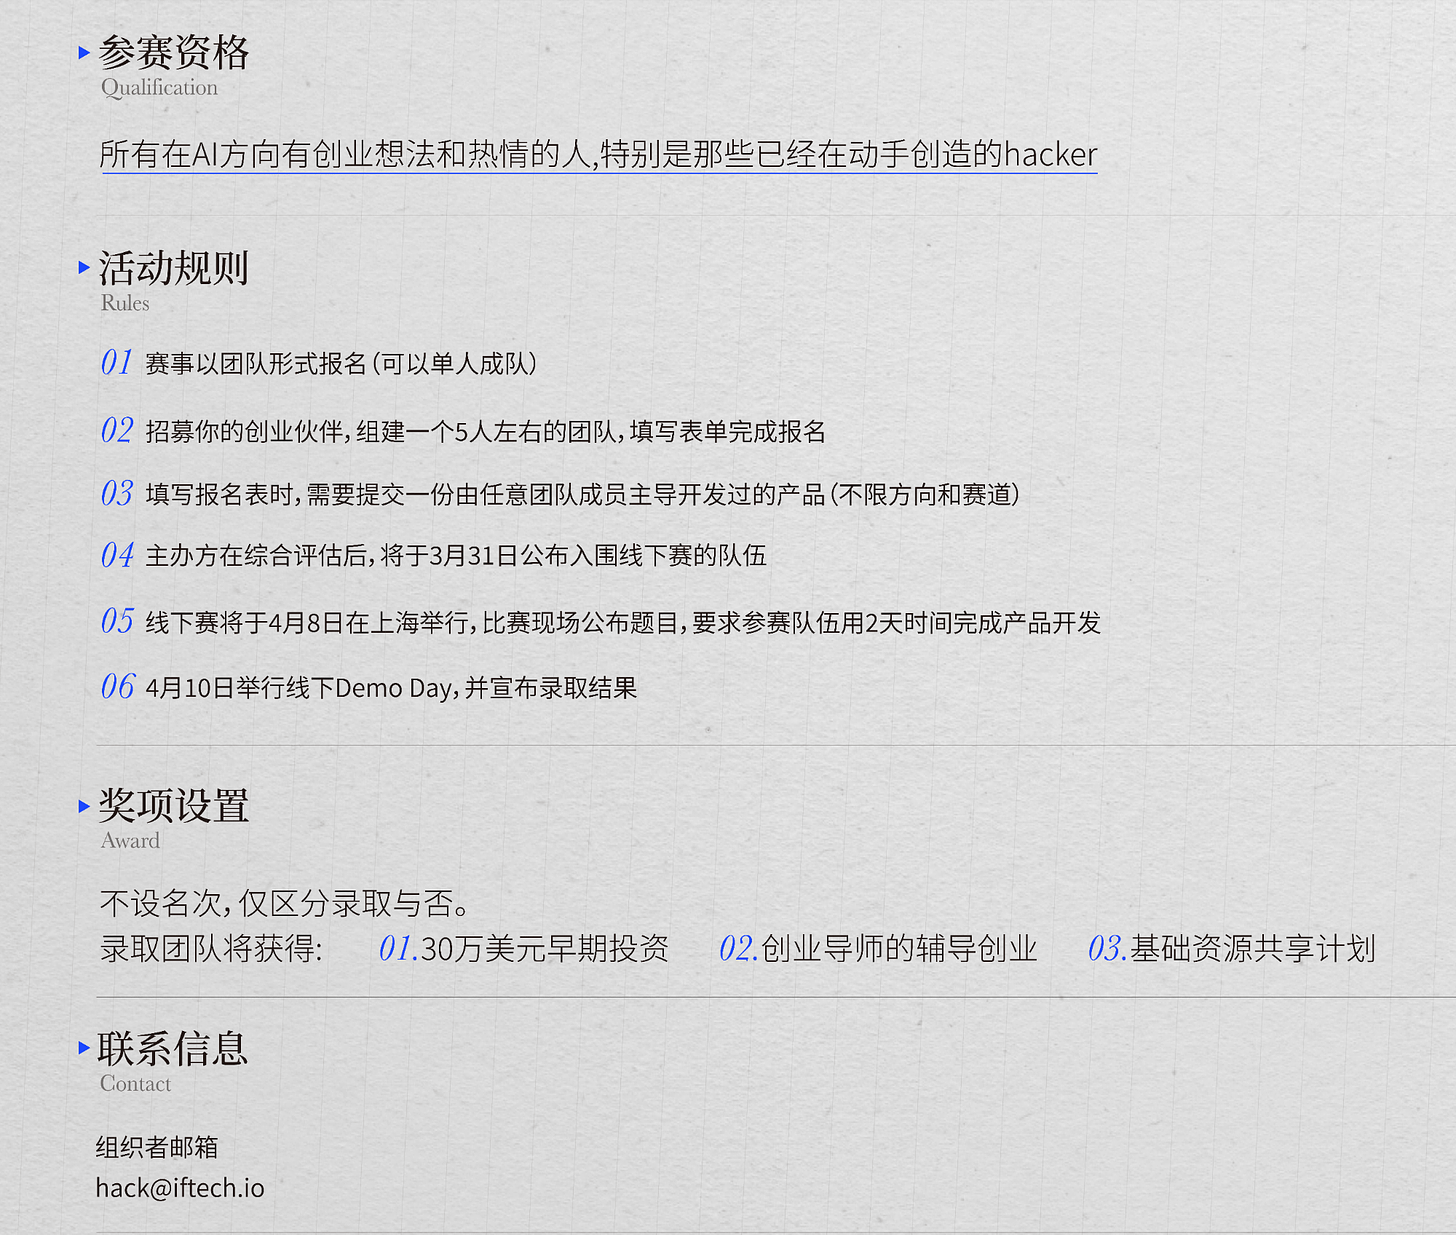 参赛资格
Qualification
所有在AI方向有创业想法和热情的人,特别是那些已经在动手创造的hacker
活动规则
Rules
01 赛事以团队形式报名(可以单人成队)
02 招募你的创业伙伴,组建一个5人左右的团队,填写表单完成报名
03 填写报名表时,需要提交一份由任意团队成员主导开发过的产品(不限方向和赛道)
04 主办方在综合评估后,将于3月31日公布入围线下赛的队伍
05 线下赛将于4月8日在上海举行,比赛现场公布题目,要求参赛队伍用2天时间完成产品开发
06 4月10日举行线下Demo Day,并宣布录取结果
奖项设置
Award
不设名次,仅区分录取与否。
录取团队将获得: 01.30万美元早期投资 02.创业导师的辅导创业 03.基础资源共享计划
联系信息
Contact
组织者邮箱
hack@iftech.io